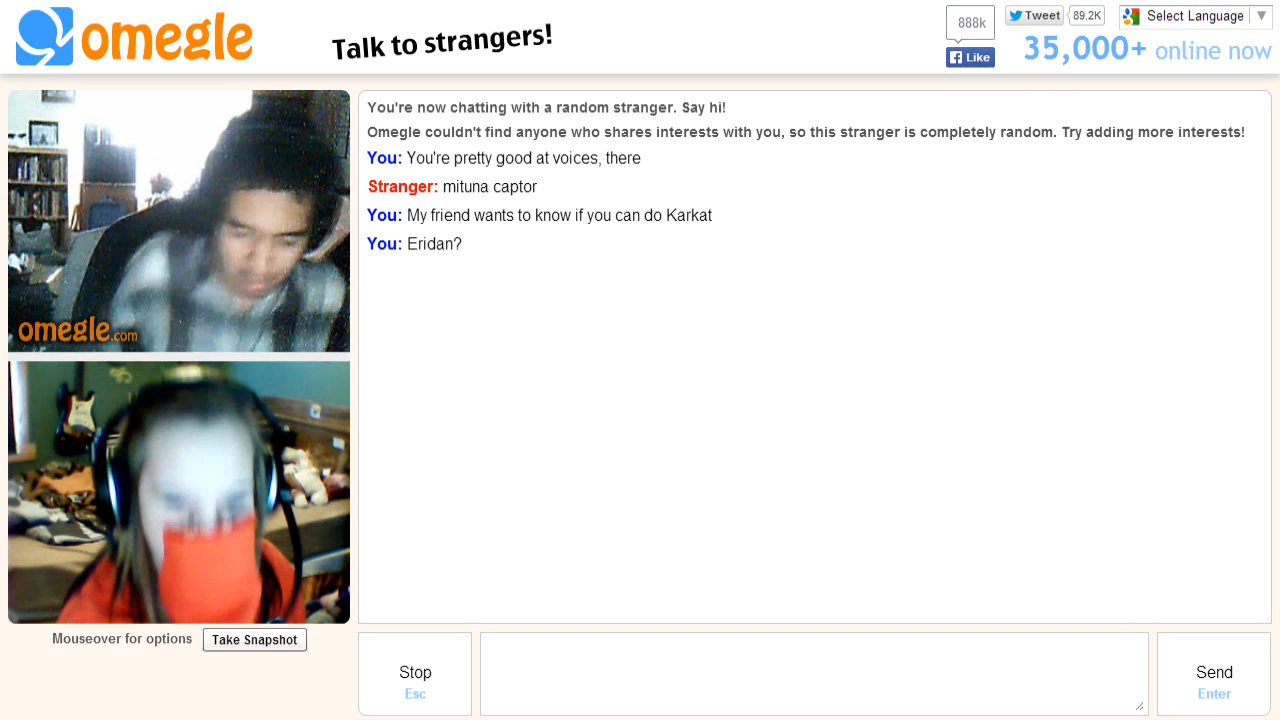 omegle
Talk to strangers!
888k
Like
Tweet
89.2K
Select Language
35,000+ online now
You're now chatting with a random stranger. Say hi!
Omegle couldn't find anyone who shares interests with you, so this stranger is completely random. Try adding more interests!
You: You're pretty good at voices, there
Stranger: mituna captor
You: My friend wants to know if you can do Karkat
You: Eridan?
omegle.com
Mouseover for options
Take Snapshot
Stop
Esc
Send
Enter